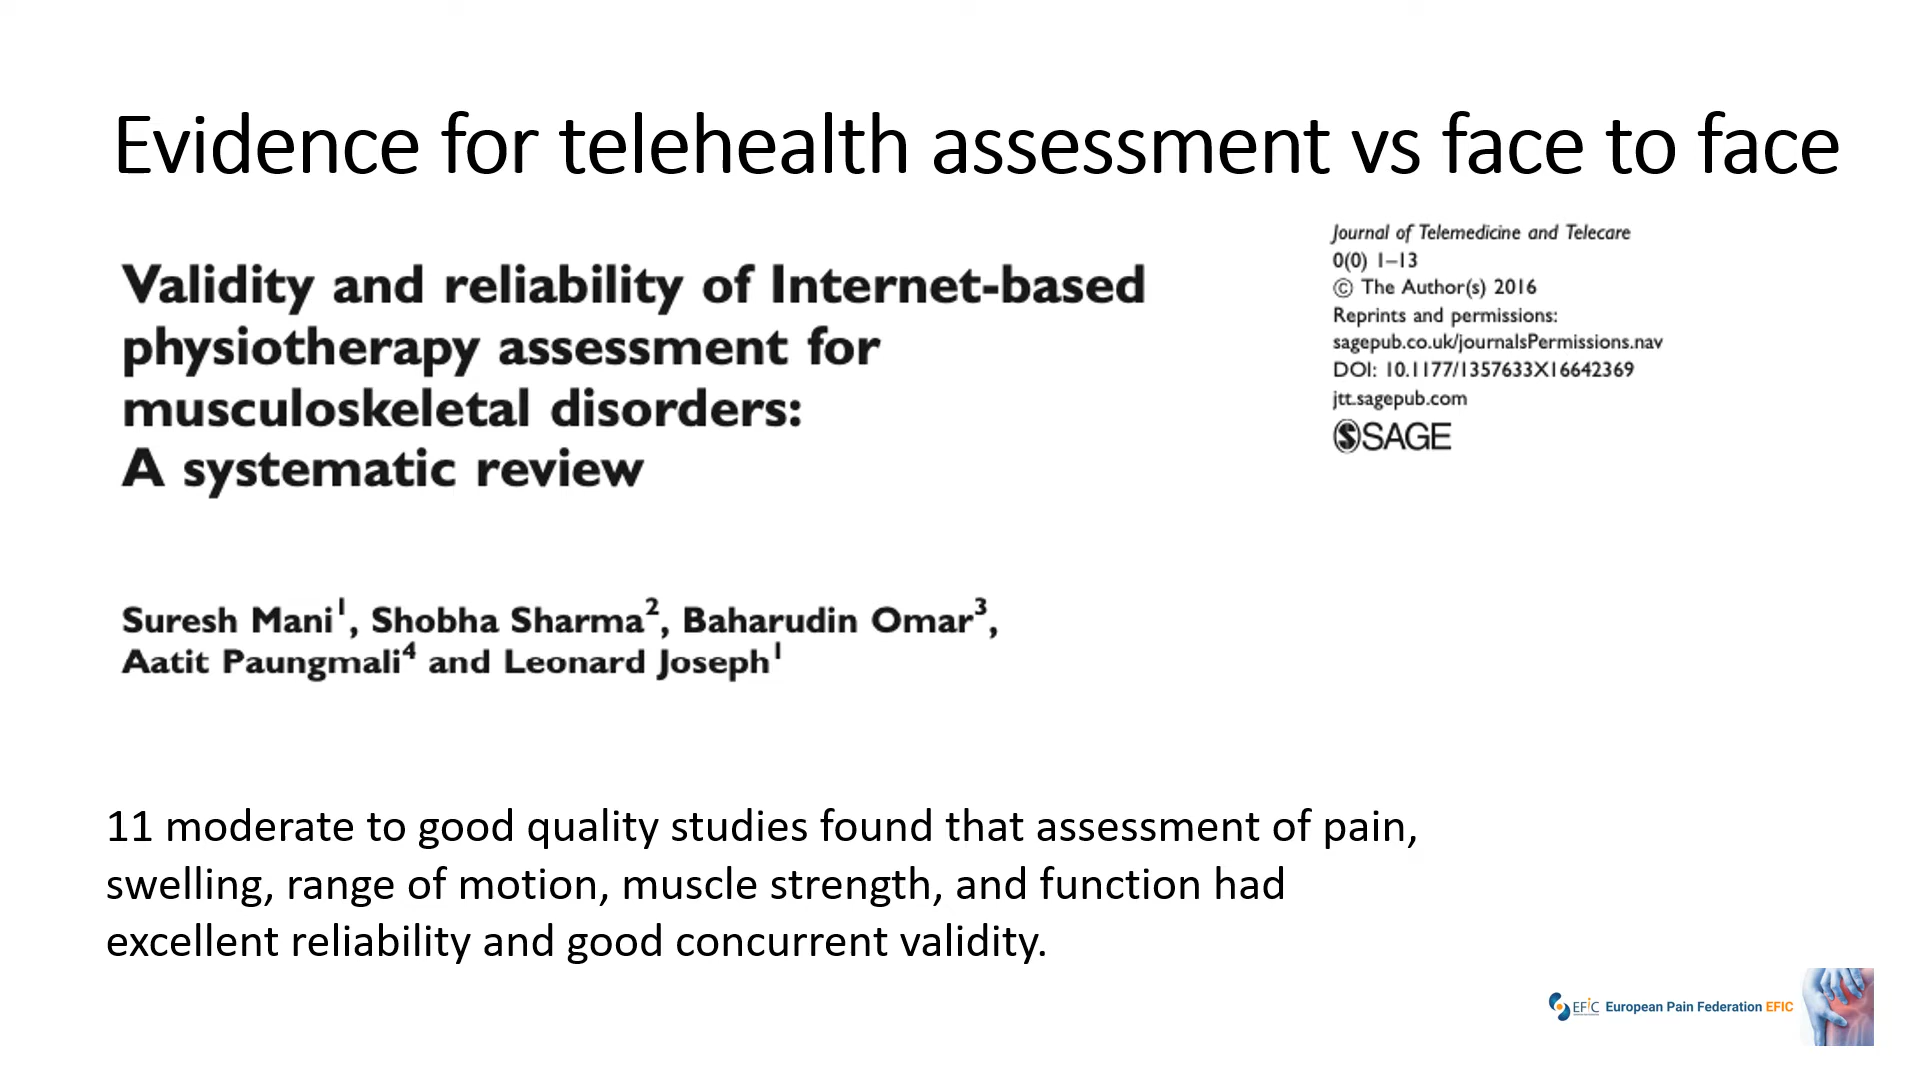 Evidence for telehealth assessment vs face to face
Validity and reliability of Internet-based
physiotherapy assessment for
musculoskeletal disorders:
A systematic review
Journal of Telemedicine and Telecare
0(0) 1–13
© The Author(s) 2016
Reprints and permissions:
sagepub.co.uk/journalsPermissions.nav
DOI: 10.1177/1357633X16642369
jtt.sagepub.com
SAGE
Suresh Mani¹, Shobha Sharma², Baharudin Omar³,
Aatit Paungmali⁴ and Leonard Joseph¹
11 moderate to good quality studies found that assessment of pain,
swelling, range of motion, muscle strength, and function had
excellent reliability and good concurrent validity.
EFiC European Pain Federation EFIC